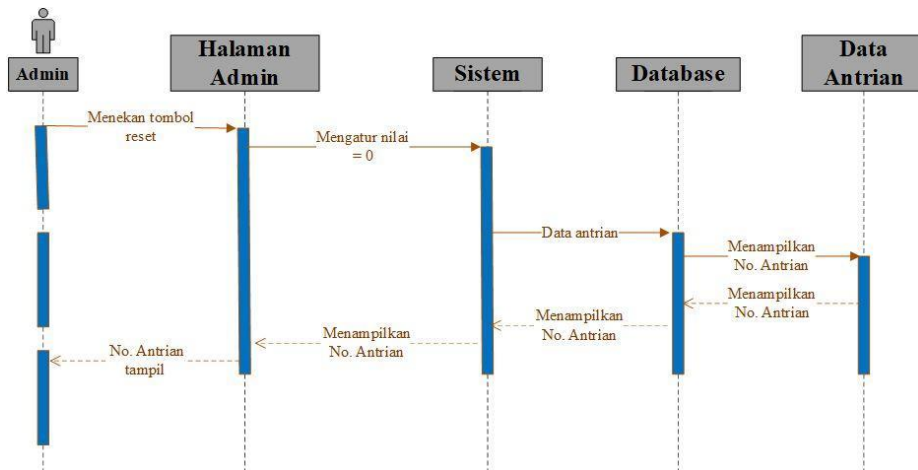 Admin
Halaman
Admin
Sistem
Database
Data
Antrian
Menekan tombol
reset
Mengatur nilai
= 0
Data antrian
Menampilkan
No. Antrian
Menampilkan
No. Antrian
Menampilkan
No. Antrian
Menampilkan
No. Antrian
No. Antrian
tampil